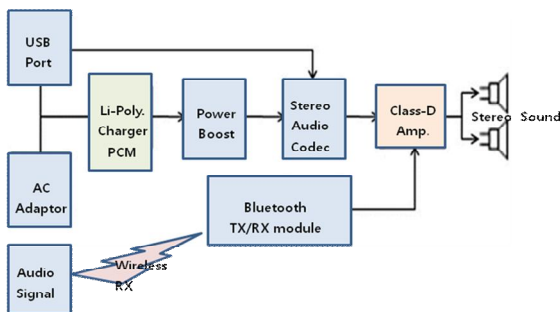 USB
Port
Li-Poly.
Charger
PCM
Power
Boost
Stereo
Audio
Codec
Class-D
Amp.
Stereo Sound
AC
Adaptor
Bluetooth
TX/RX module
Audio
Signal
Wireless
RX